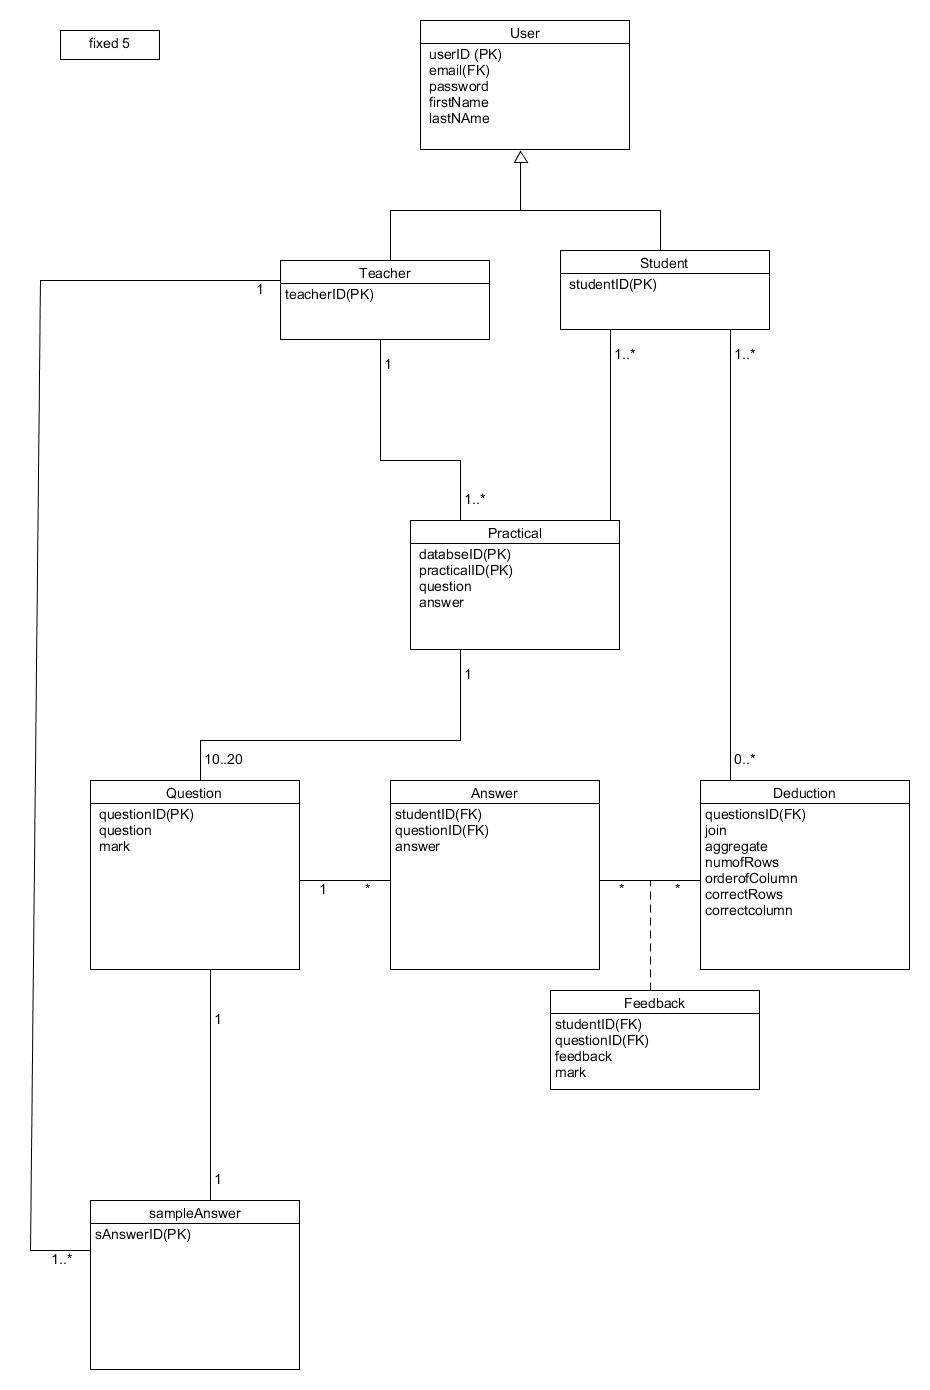 fixed 5
User
userID (PK)
email(FK)
password
firstName
lastNAme
Teacher
teacherID(PK)
Student
studentID(PK)
1
1
1..*
1..*
1..*
Practical
databseID(PK)
practicalID(PK)
question
answer
1
10..20
0..*
Question
questionID(PK)
question
mark
Answer
studentID(FK)
questionID(FK)
answer
Deduction
questionsID(FK)
join
aggregate
numofRows
orderofColumn
correctRows
correctcolumn
1
*
*
*
Feedback
studentID(FK)
questionID(FK)
feedback
mark
1
1
sampleAnswer
sAnswerID(PK)
1..*